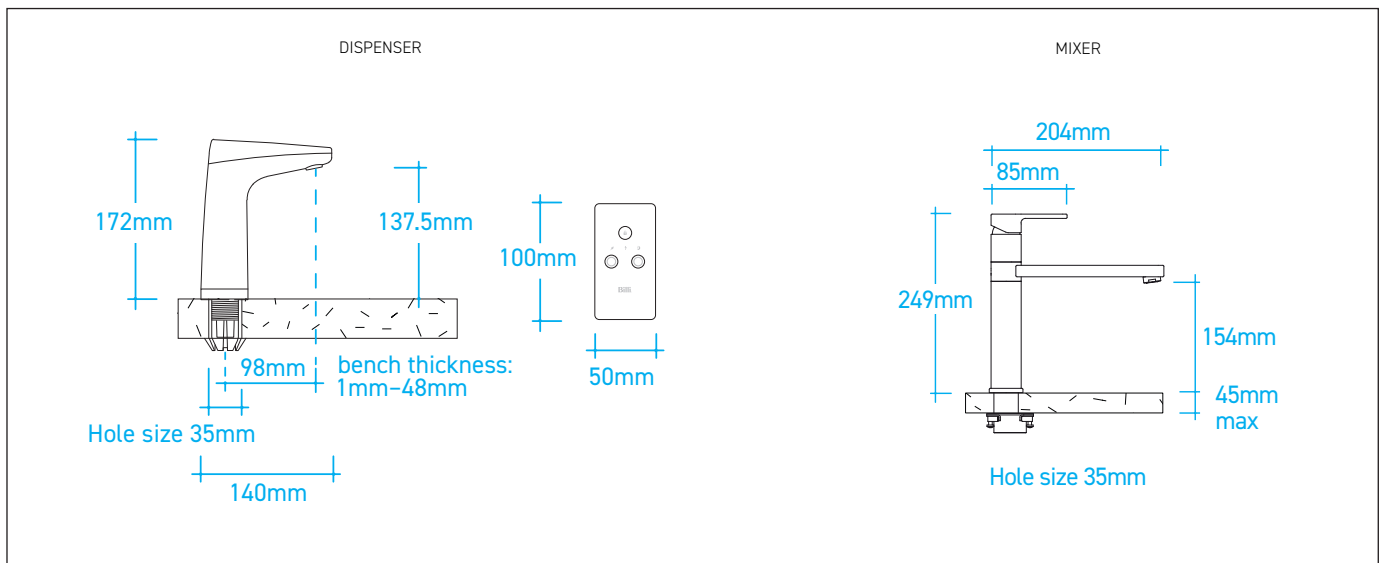 DISPENSER
MIXER
172mm
137.5mm
100mm
50mm
98mm
bench thickness:
1mm–48mm
Hole size 35mm
140mm
204mm
85mm
249mm
154mm
45mm
max
Hole size 35mm